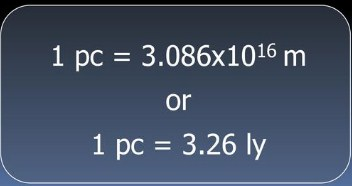 1 pc = 3.086x10¹⁶ m
or
1 pc = 3.26 ly